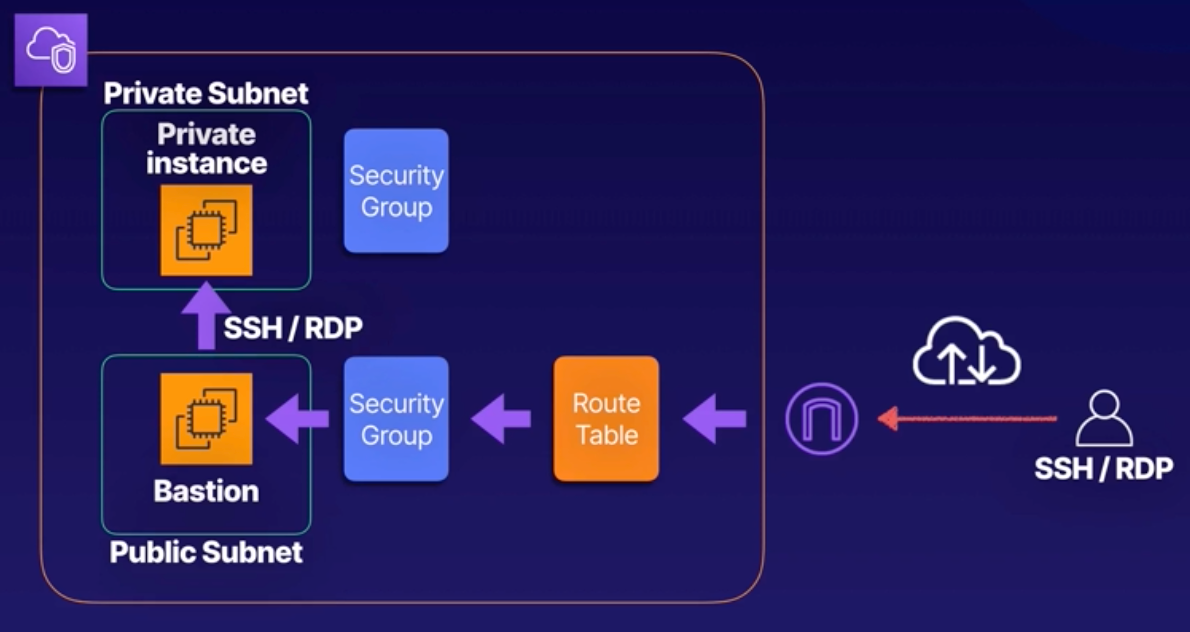 Private Subnet
Private
instance
Security
Group
SSH / RDP
Security
Group
Route
Table
Bastion
Public Subnet
SSH / RDP